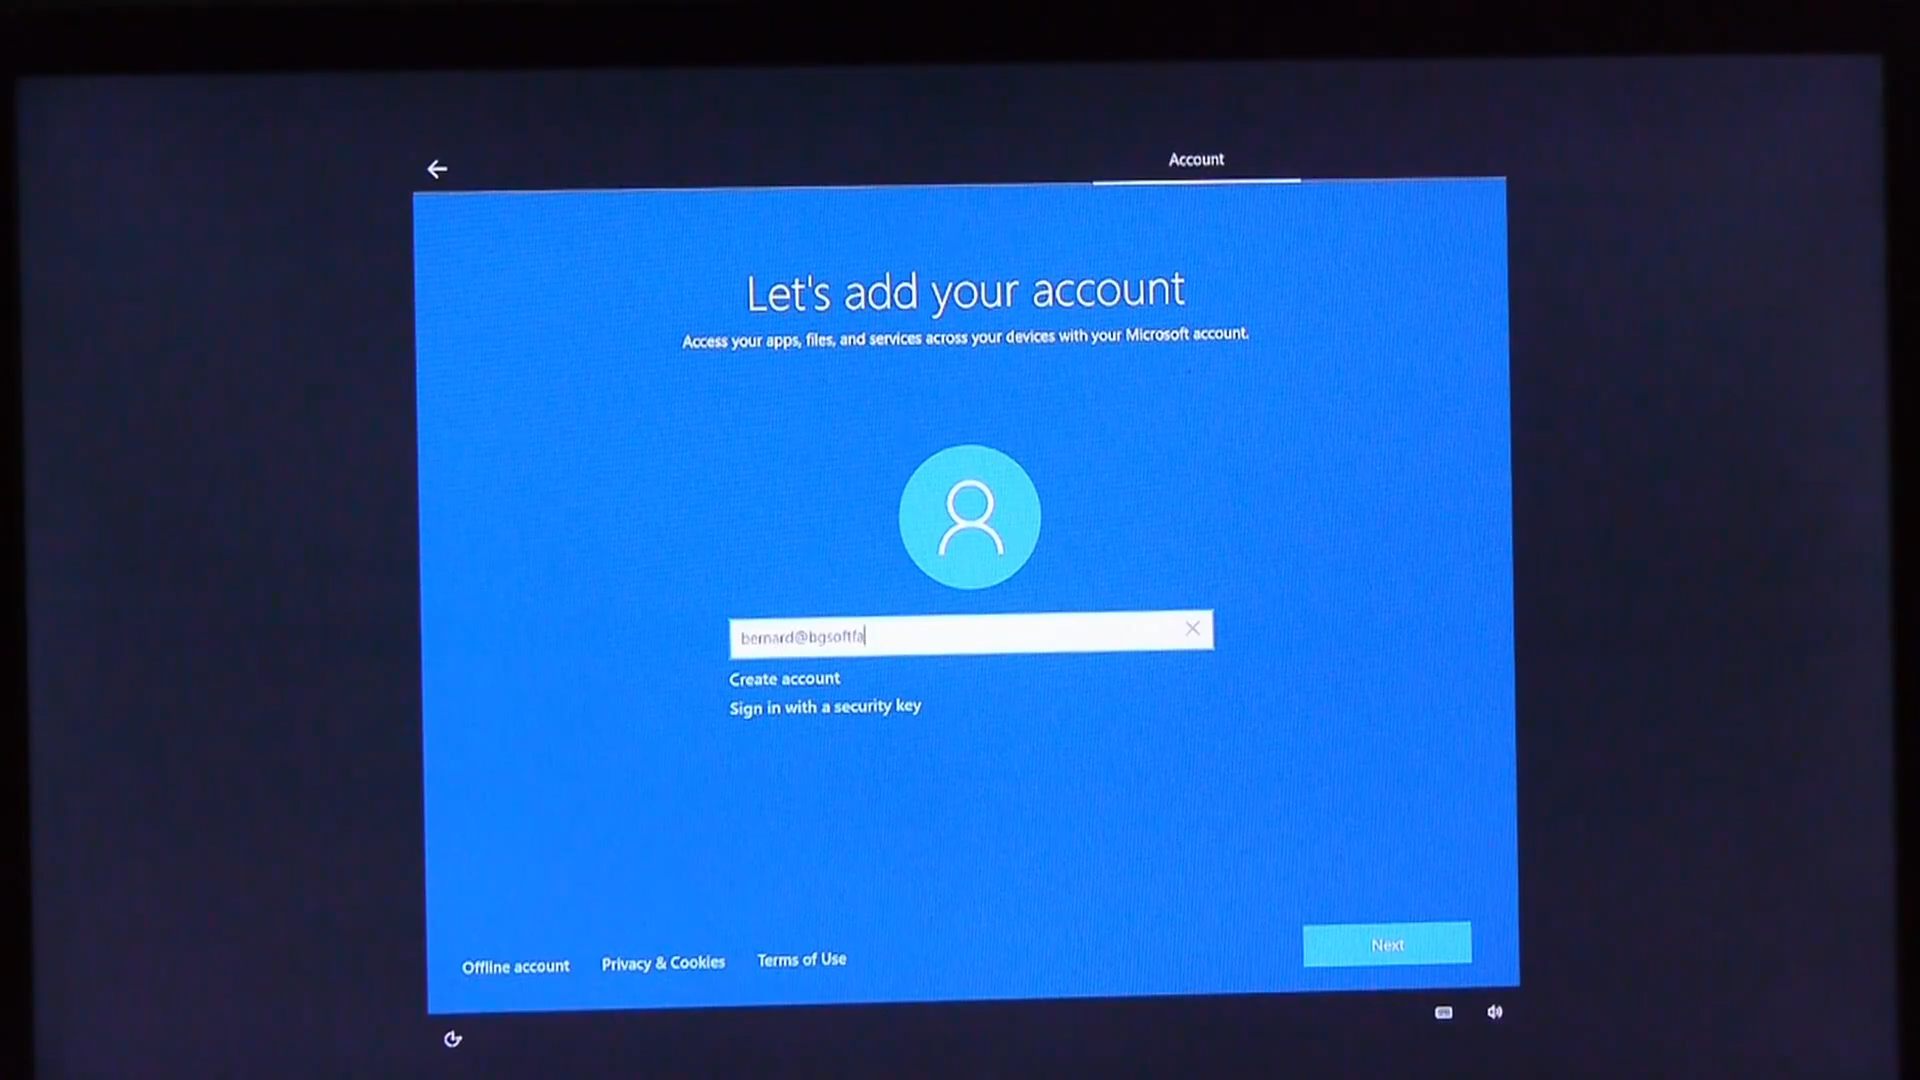 Account
Let's add your account
Access your apps, files, and services across your devices with your Microsoft account.
bernard@bgsoftfa
Create account
Sign in with a security key
Next
Offline account
Privacy & Cookies
Terms of Use